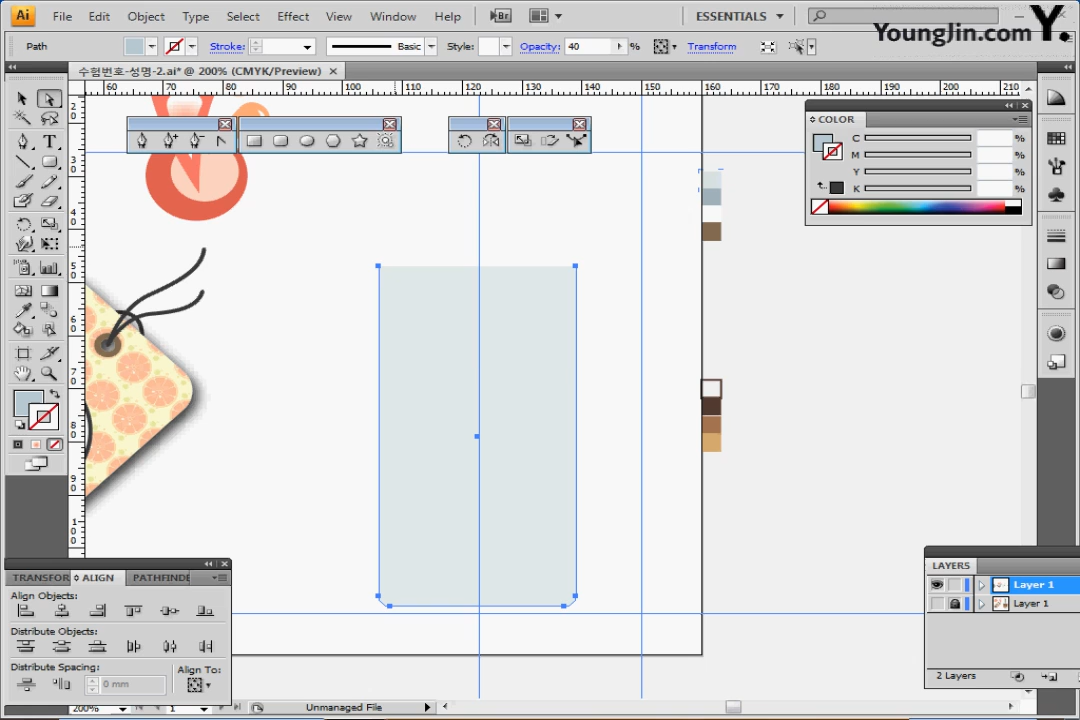 Ai File Edit Object Type Select Effect View Window Help Br ESSENTIALS
YoungJin.com Y.
Path Stroke: Basic Style: Opacity: 40 % Transform
수험번호-성명-2.ai* @ 200% (CMYK/Preview)
60 70 80 90 100 110 120 130 140 150 160 170 180 190 200 210
COLOR
C %
M %
Y %
K %
TRANSFOR ALIGN PATHFINDE
Align Objects:
Distribute Objects:
Distribute Spacing: Align To:
0 mm
LAYERS
Layer 1
Layer 1
2 Layers
200% 1 Unmanaged File